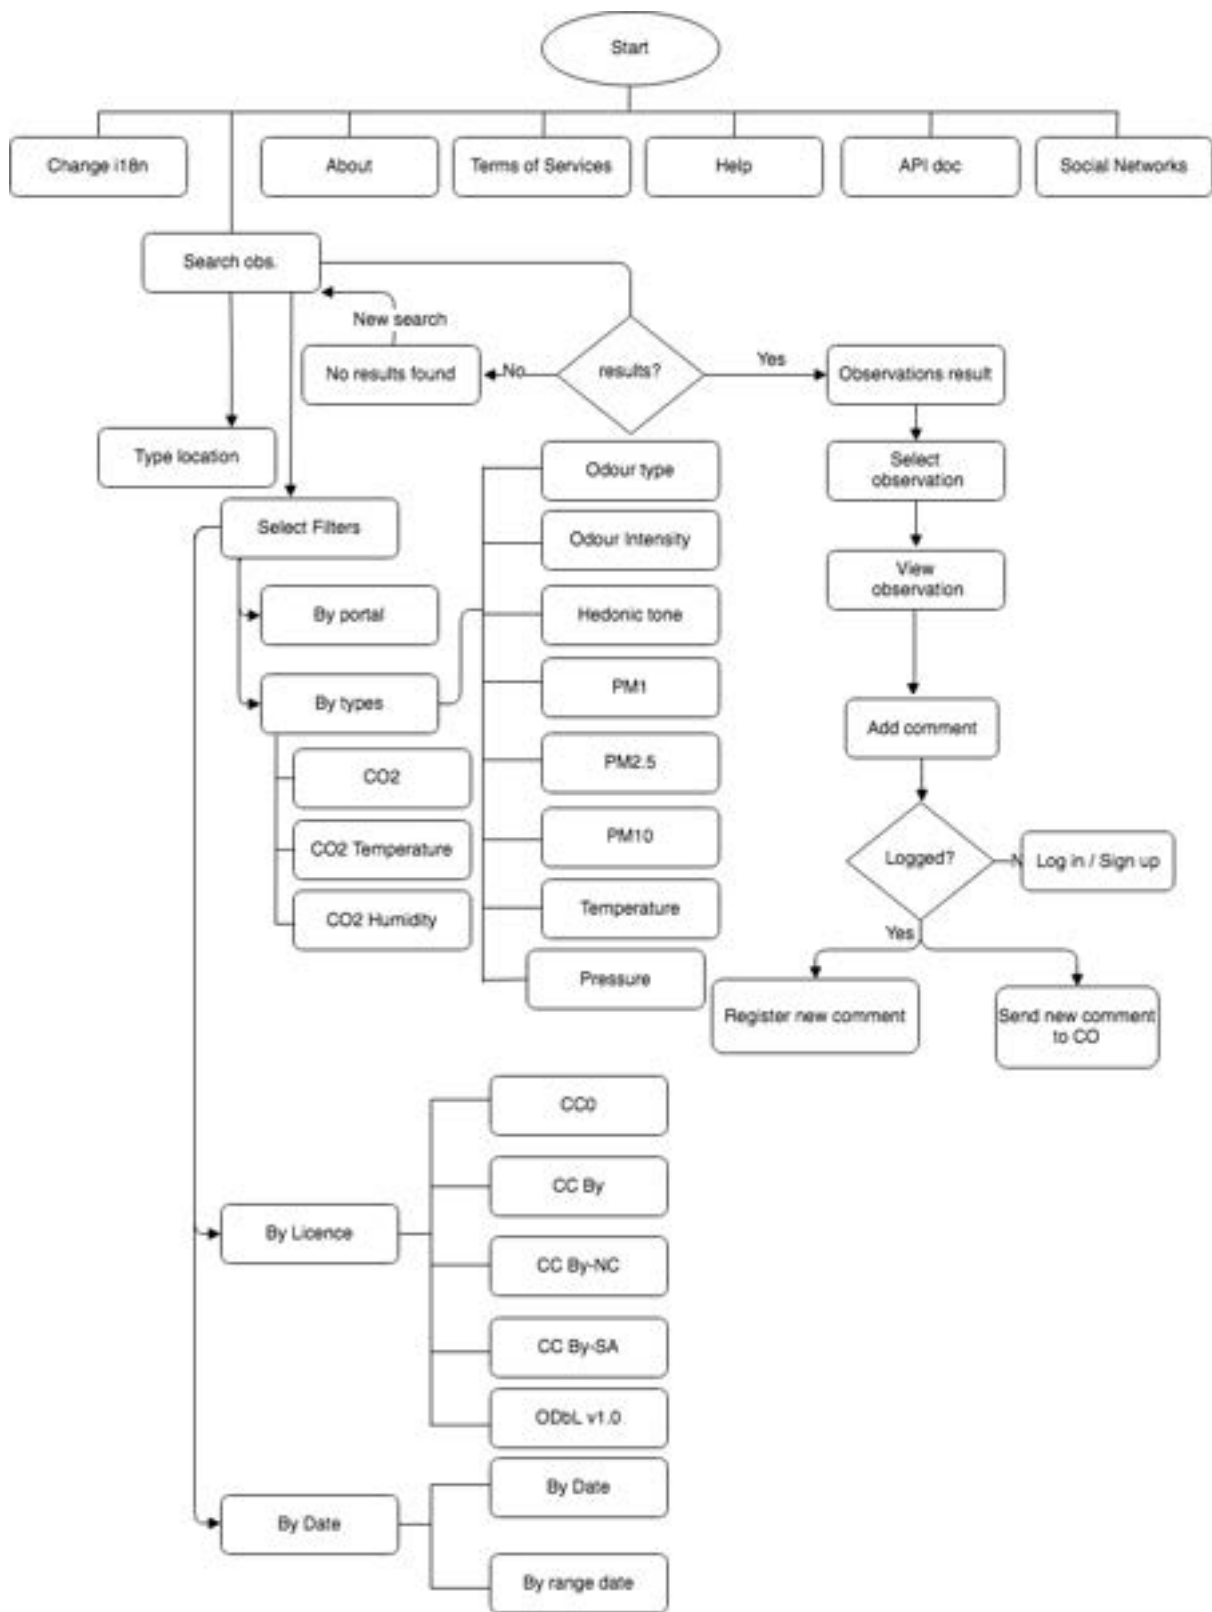 Start
Change i18n
About
Terms of Services
Help
API doc
Social Networks
Search obs.
New search
No results found
No
results?
Yes
Observations result
Type location
Select
observation
Select Filters
Odour type
Odour Intensity
View
observation
By portal
Hedonic tone
By types
PM1
Add comment
CO2
PM2.5
CO2 Temperature
PM10
Logged?
N
Log in / Sign up
CO2 Humidity
Temperature
Yes
Pressure
Register new comment
Send new comment
to CO
CC0
CC By
By Licence
CC By-NC
CC By-SA
ODbL v1.0
By Date
By Date
By range date